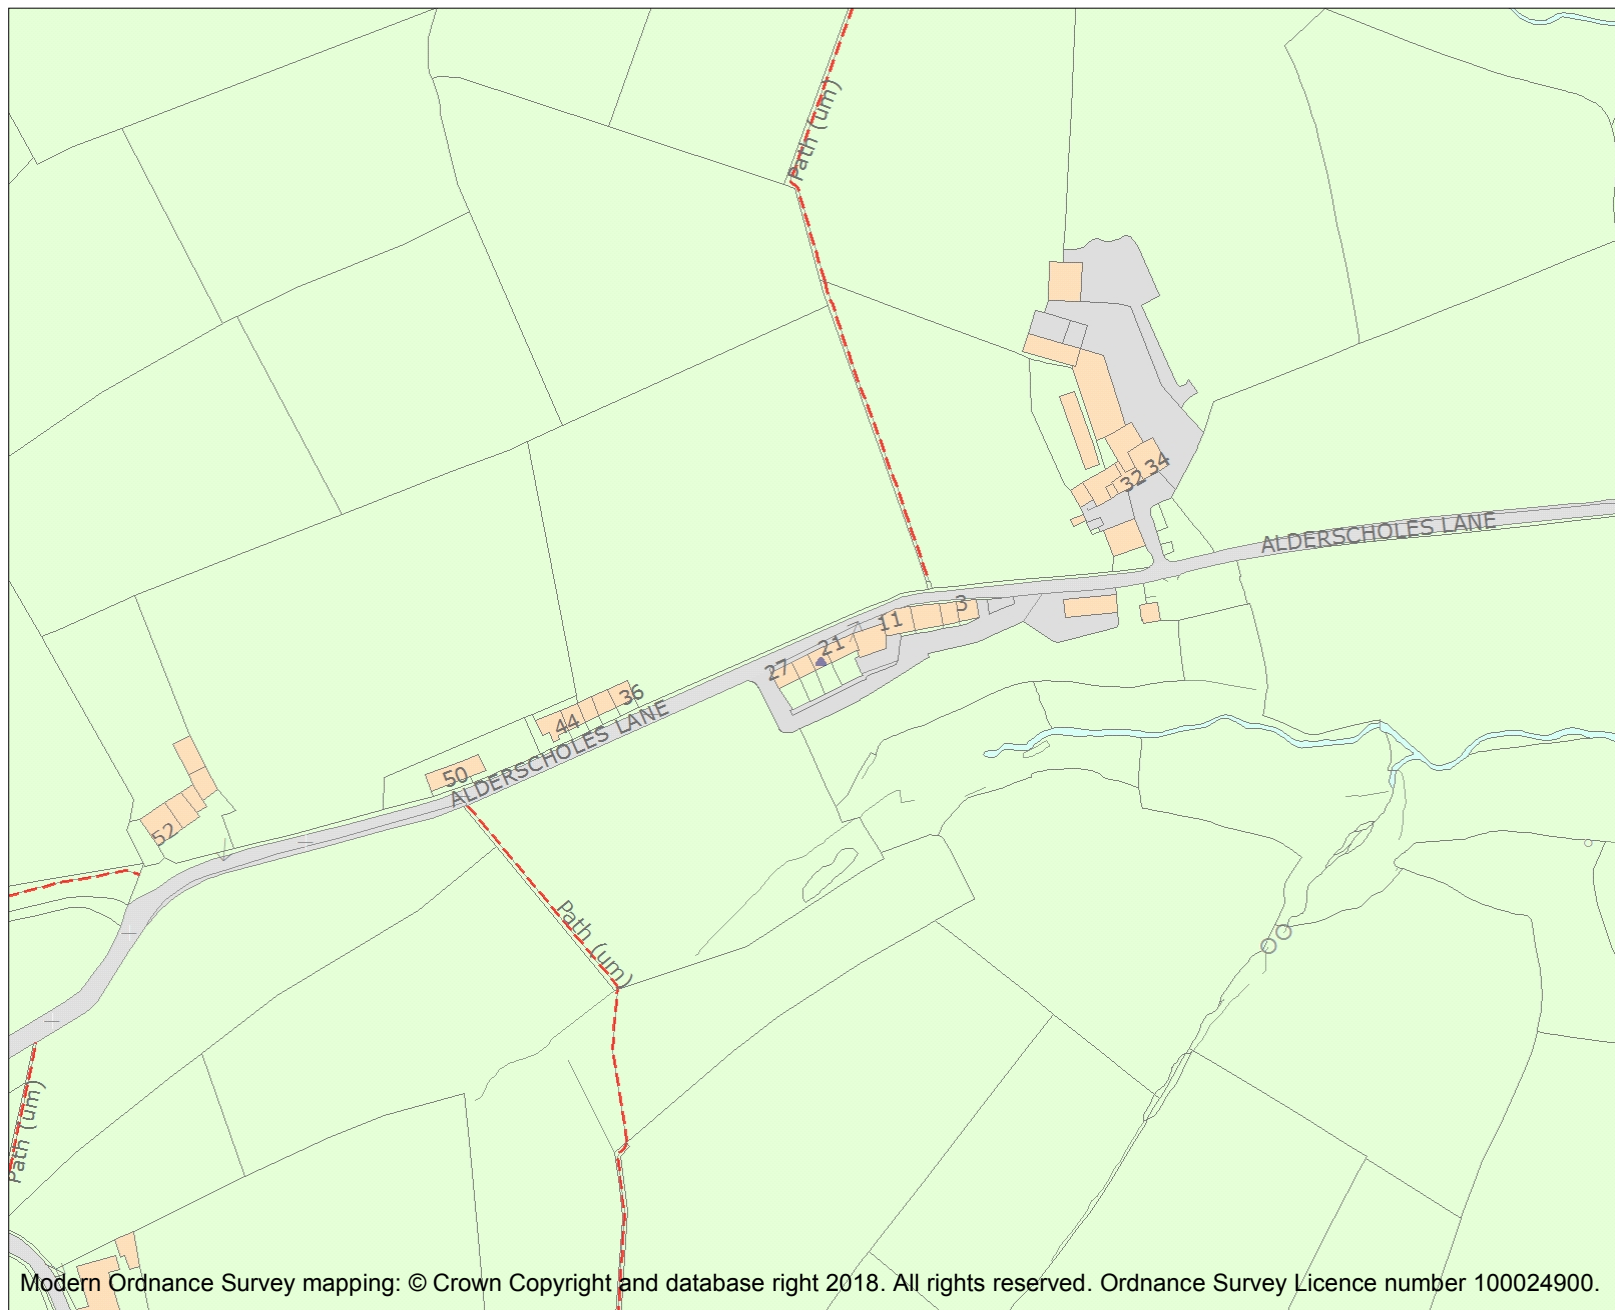 Path (um)
32 34
ALDERSCHOLES LANE
3
11
21
27
36
44
ALDERSCHOLES LANE
50
52
Path (um)
Path (um)
Modern Ordnance Survey mapping: © Crown Copyright and database right 2018. All rights reserved. Ordnance Survey Licence number 100024900.